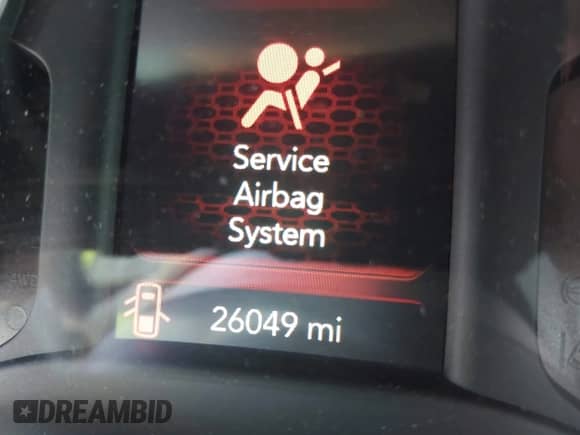 Service
Airbag
System
26049 mi
DREAMBID